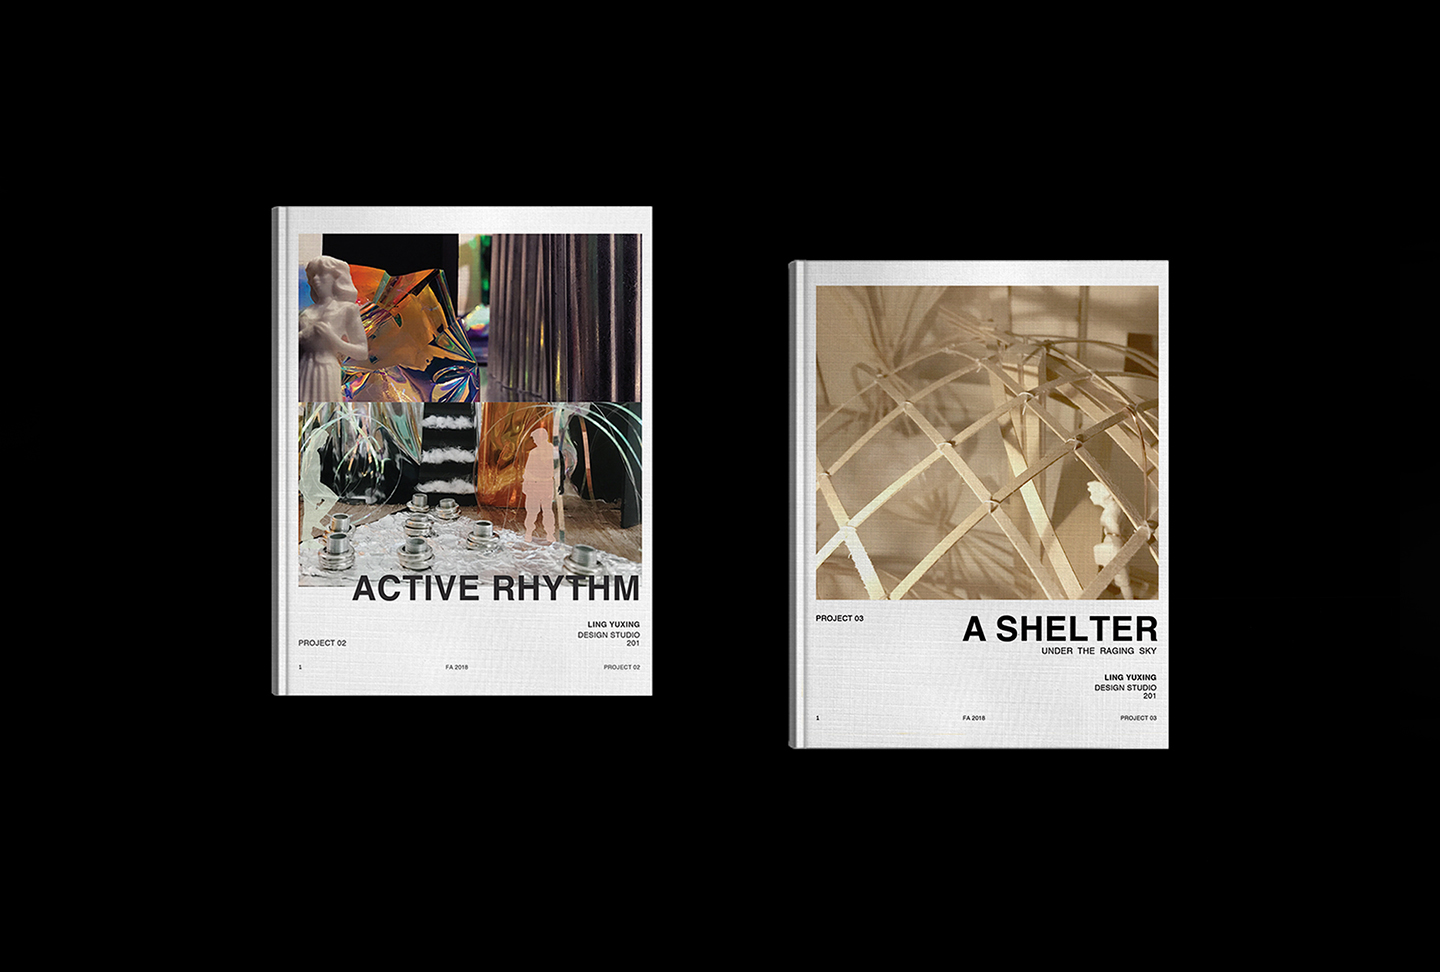 ACTIVE RHYTHM
LING YUXING
DESIGN STUDIO
201
PROJECT 02
1
FA 2018
PROJECT 02
PROJECT 03
A SHELTER
UNDER THE RAGING SKY
LING YUXING
DESIGN STUDIO
201
1
FA 2018
PROJECT 03